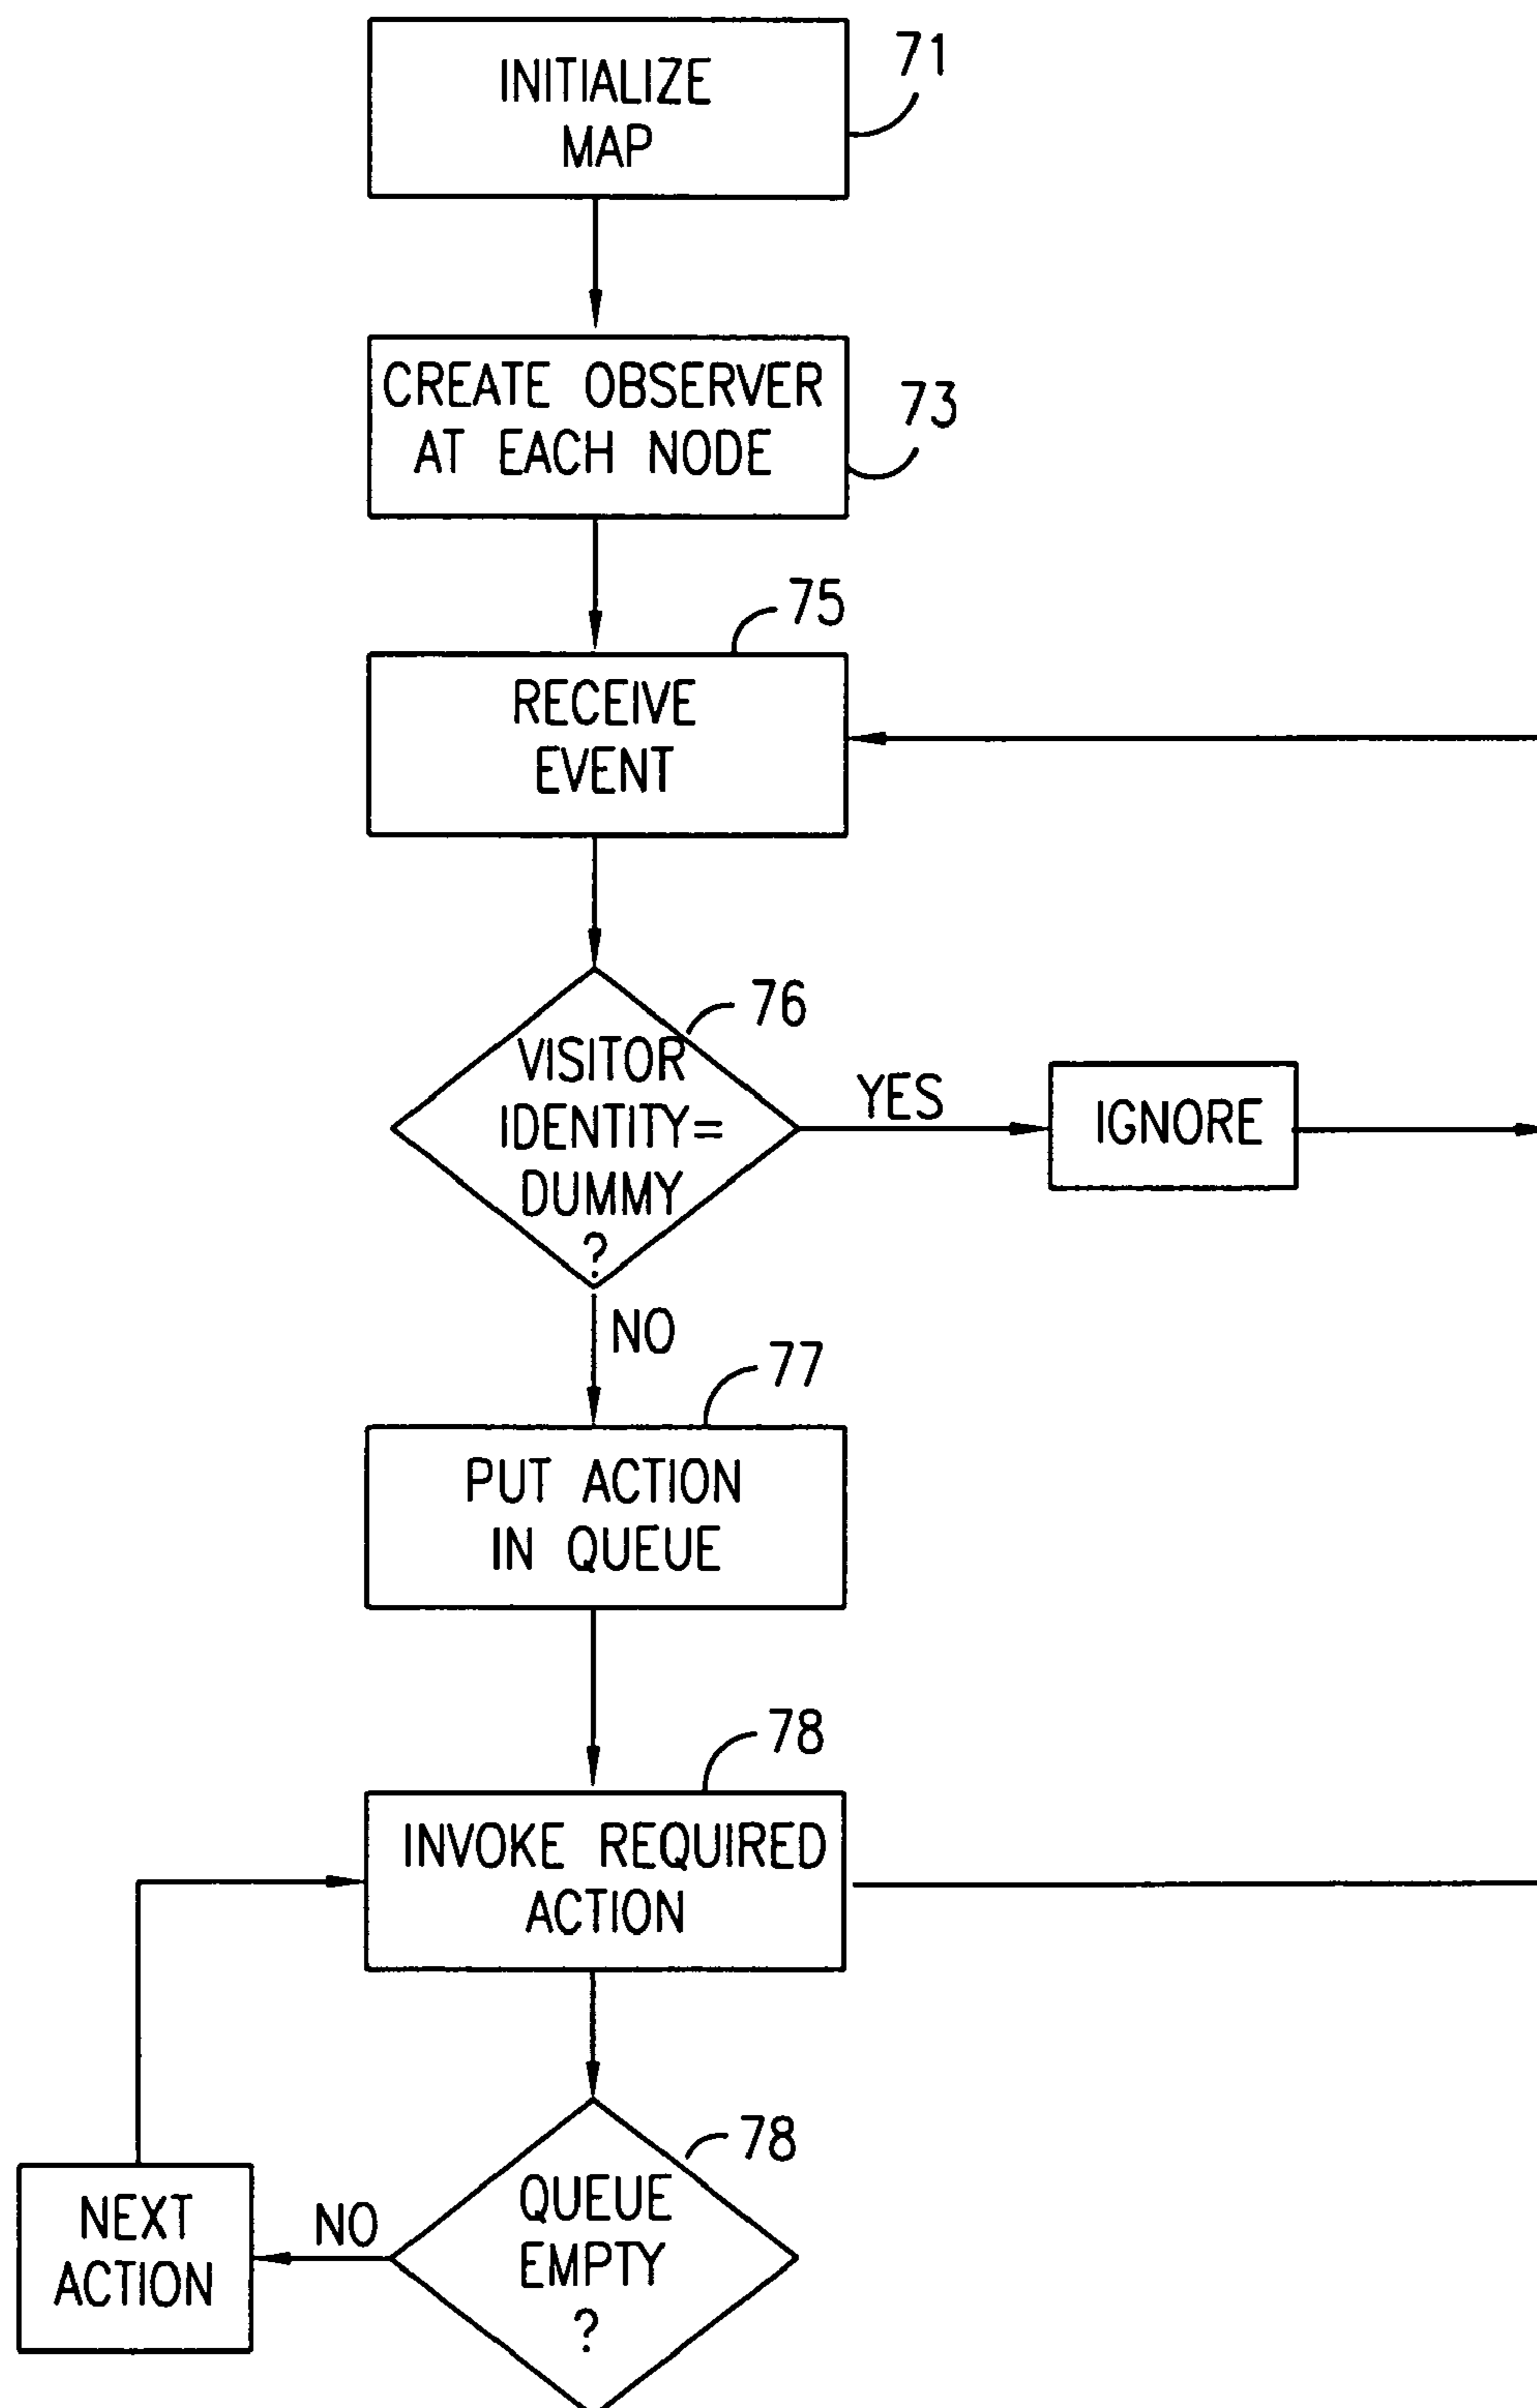 INITIALIZE
MAP
71
CREATE OBSERVER
AT EACH NODE
73
75
RECEIVE
EVENT
76
VISITOR
IDENTITY=
DUMMY
?
YES
IGNORE
NO
77
PUT ACTION
IN QUEUE
78
INVOKE REQUIRED
ACTION
78
QUEUE
EMPTY
?
NO
NEXT
ACTION